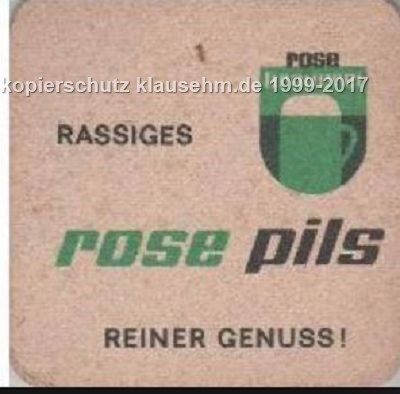 rose
kopierschutz klausehm.de 1999-2017
RASSIGES
rose pils
REINER GENUSS!